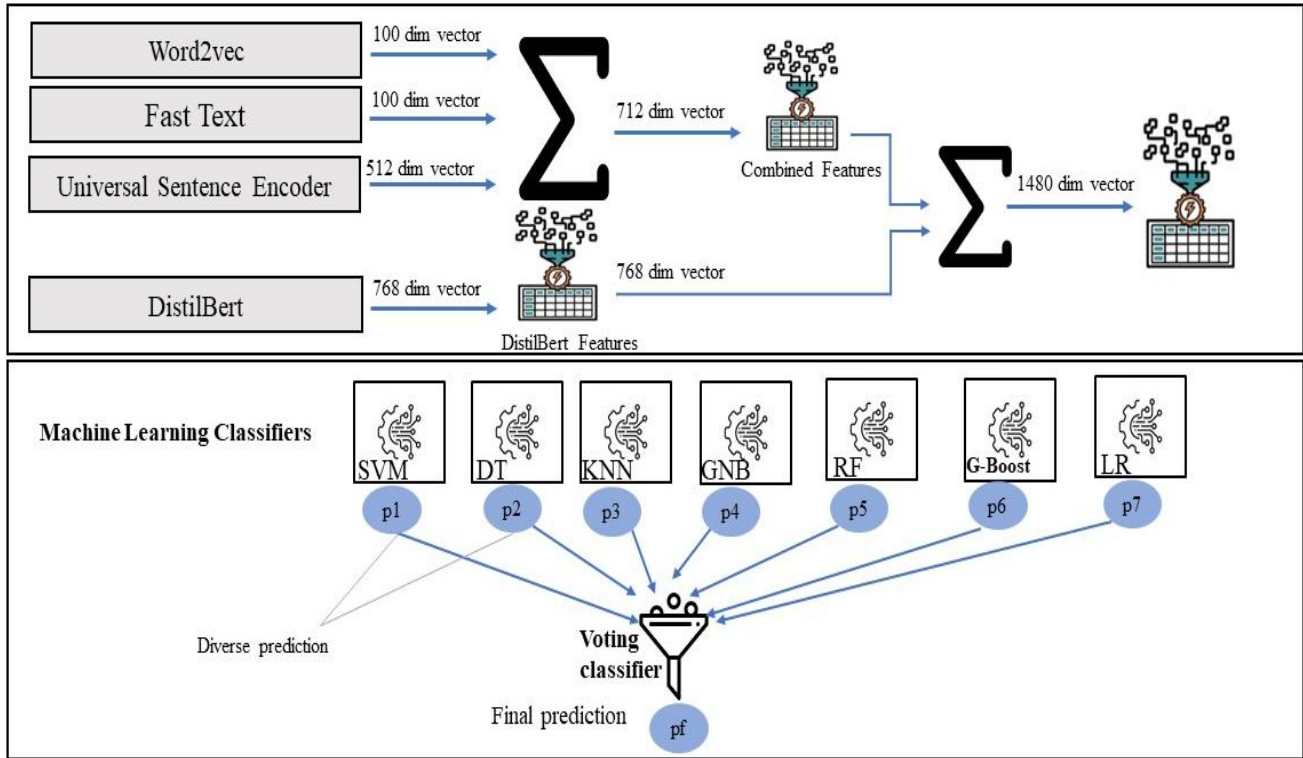 Word2vec
100 dim vector
Fast Text
100 dim vector
Universal Sentence Encoder
512 dim vector
Σ
712 dim vector
Combined Features
DistilBert
768 dim vector
DistilBert Features
768 dim vector
Σ
1480 dim vector
Machine Learning Classifiers
SVM
DT
KNN
GNB
RF
G-Boost
LR
p1
p2
p3
p4
p5
p6
p7
Diverse prediction
Voting
classifier
Final prediction
pf